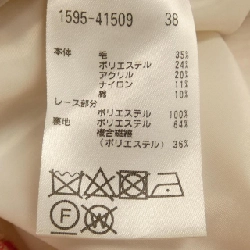 1595-41509 38
本体 毛 35%
ポリエステル 24%
アクリル 20%
ナイロン 11%
綿 10%
レース部分
ポリエステル 100%
裏地 ポリエステル 64%
複合繊維
(ポリエステル) 36%
F W